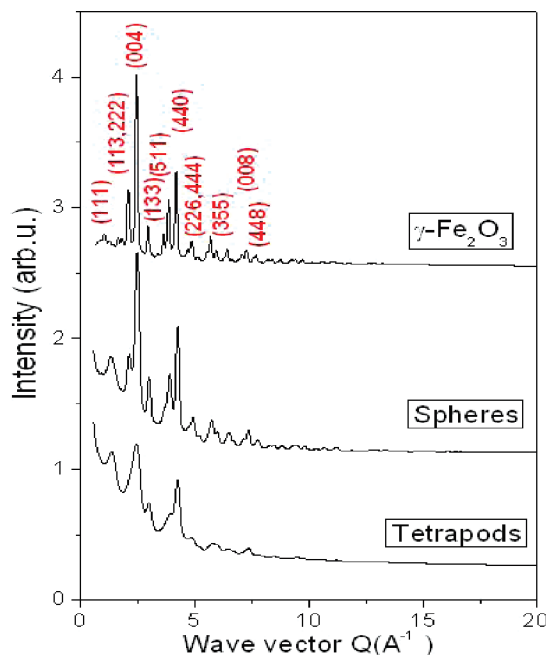 Intensity (arb.u.)
4
3
2
1
0
(111)
(113,222)
(004)
(133)
(511)
(440)
(226,444)
(355)
(008)
(448)
γ-Fe₂O₃
Spheres
Tetrapods
0 5 10 15 20
Wave vector Q(A⁻¹ )